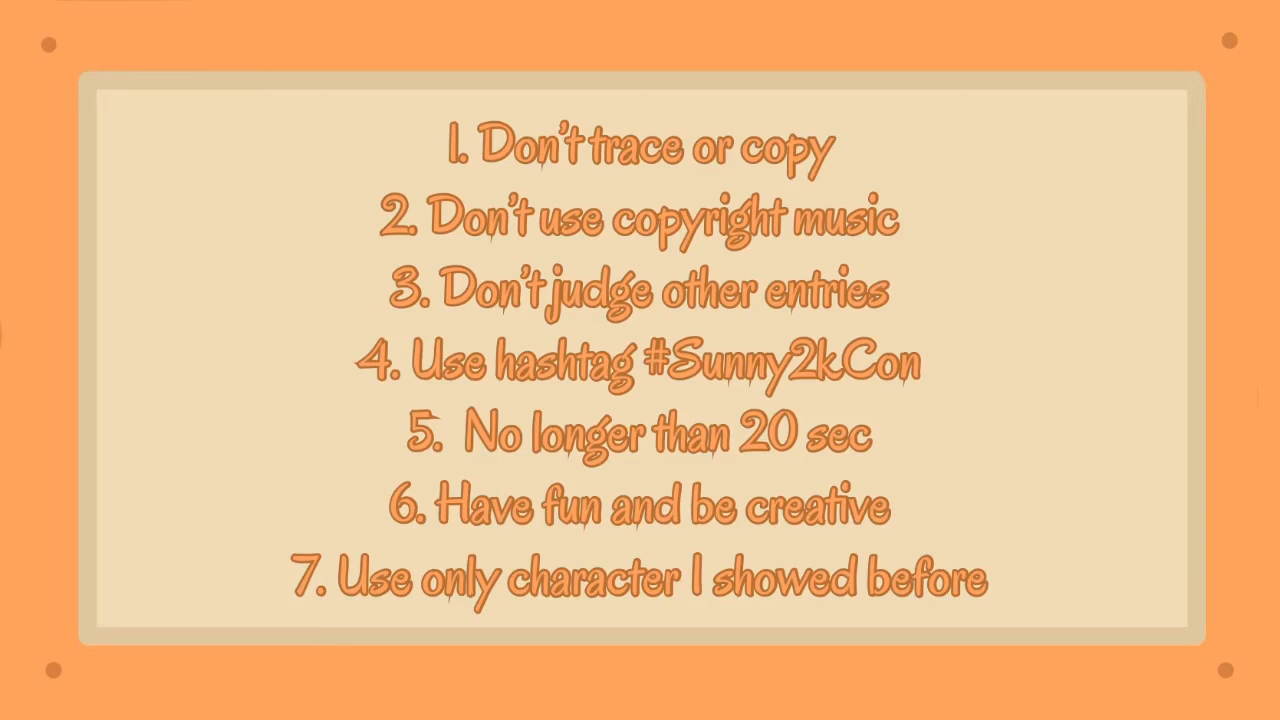 1. Don't trace or copy
2. Don't use copyright music
3. Don't judge other entries
4. Use hashtag #Sunny2kCon
5. No longer than 20 sec
6. Have fun and be creative
7. Use only character I showed before